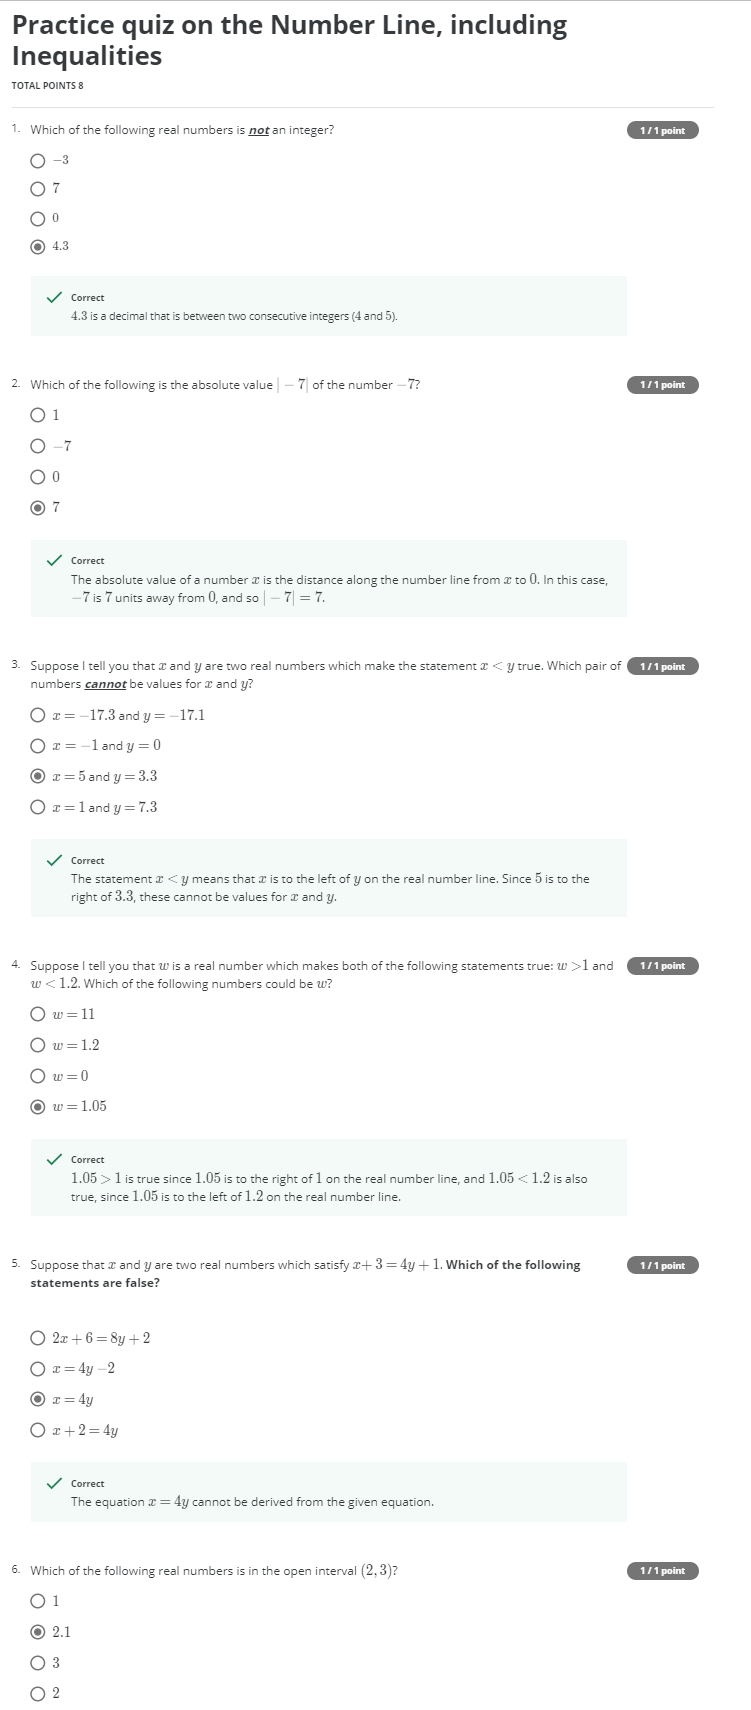 Practice quiz on the Number Line, including
Inequalities
TOTAL POINTS 8
1. Which of the following real numbers is not an integer? 1 / 1 point
−3
7
0
4.3
Correct
4.3 is a decimal that is between two consecutive integers (4 and 5).
2. Which of the following is the absolute value | − 7| of the number −7? 1 / 1 point
1
−7
0
7
Correct
The absolute value of a number x is the distance along the number line from x to 0. In this case,
−7 is 7 units away from 0, and so | − 7| = 7.
3. Suppose I tell you that x and y are two real numbers which make the statement x < y true. Which pair of 1 / 1 point
numbers cannot be values for x and y?
x = −17.3 and y = −17.1
x = −1 and y = 0
x = 5 and y = 3.3
x = 1 and y = 7.3
Correct
The statement x < y means that x is to the left of y on the real number line. Since 5 is to the
right of 3.3, these cannot be values for x and y.
4. Suppose I tell you that w is a real number which makes both of the following statements true: w >1 and 1 / 1 point
w < 1.2. Which of the following numbers could be w?
w = 11
w = 1.2
w = 0
w = 1.05
Correct
1.05 > 1 is true since 1.05 is to the right of 1 on the real number line, and 1.05 < 1.2 is also
true, since 1.05 is to the left of 1.2 on the real number line.
5. Suppose that x and y are two real numbers which satisfy x+ 3 = 4y + 1. Which of the following 1 / 1 point
statements are false?
2x + 6 = 8y + 2
x = 4y −2
x = 4y
x + 2 = 4y
Correct
The equation x = 4y cannot be derived from the given equation.
6. Which of the following real numbers is in the open interval (2, 3)? 1 / 1 point
1
2.1
3
2